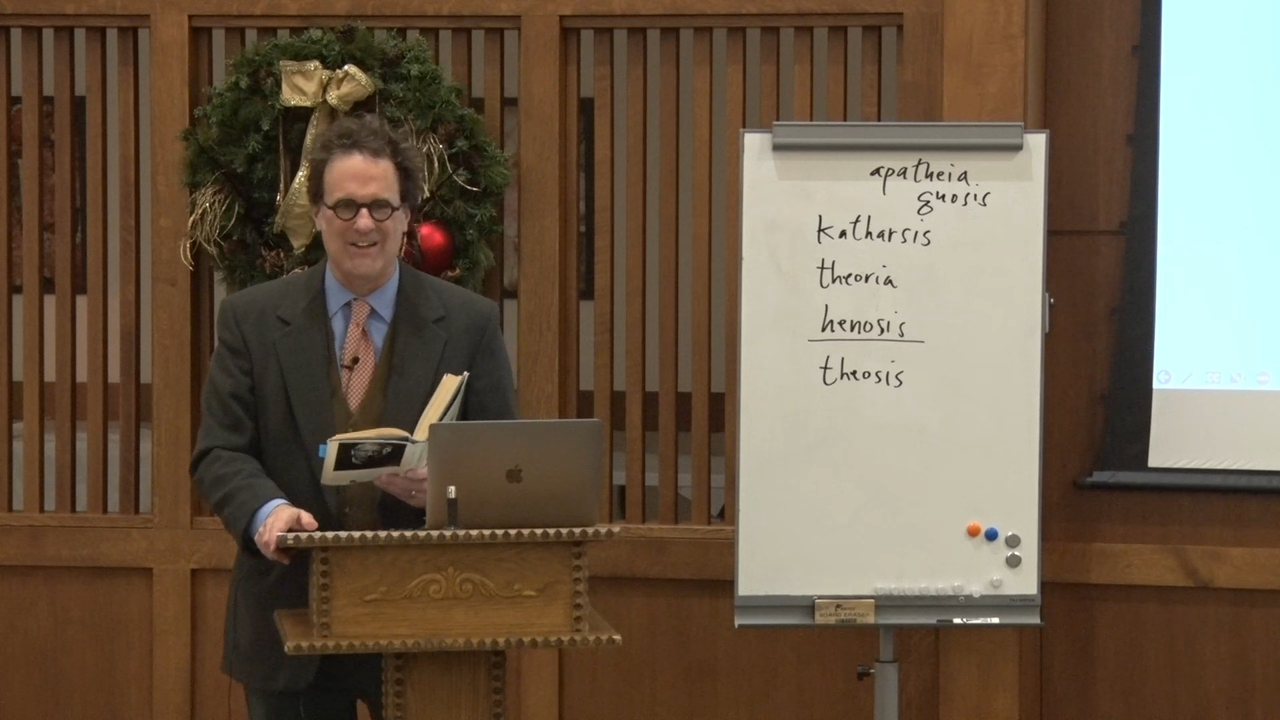 apatheia
gnosis
katharsis
theoria
henosis
theosis